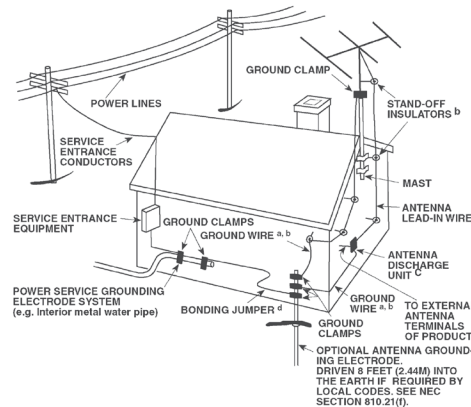 GROUND CLAMP
POWER LINES
STAND-OFF
INSULATORS b
SERVICE
ENTRANCE
CONDUCTORS
MAST
ANTENNA
LEAD-IN WIRE
SERVICE ENTRANCE
EQUIPMENT
GROUND CLAMPS
GROUND WIRE a, b
ANTENNA
DISCHARGE
UNIT C
POWER SERVICE GROUNDING
ELECTRODE SYSTEM
(e.g. Interior metal water pipe)
BONDING JUMPER d
GROUND
WIRE a, b
GROUND
CLAMPS
TO EXTERNA
ANTENNA
TERMINALS
OF PRODUCT
OPTIONAL ANTENNA GROUND-
ING ELECTRODE.
DRIVEN 8 FEET (2.44M) INTO
THE EARTH IF REQUIRED BY
LOCAL CODES. SEE NEC
SECTION 810.21(f).